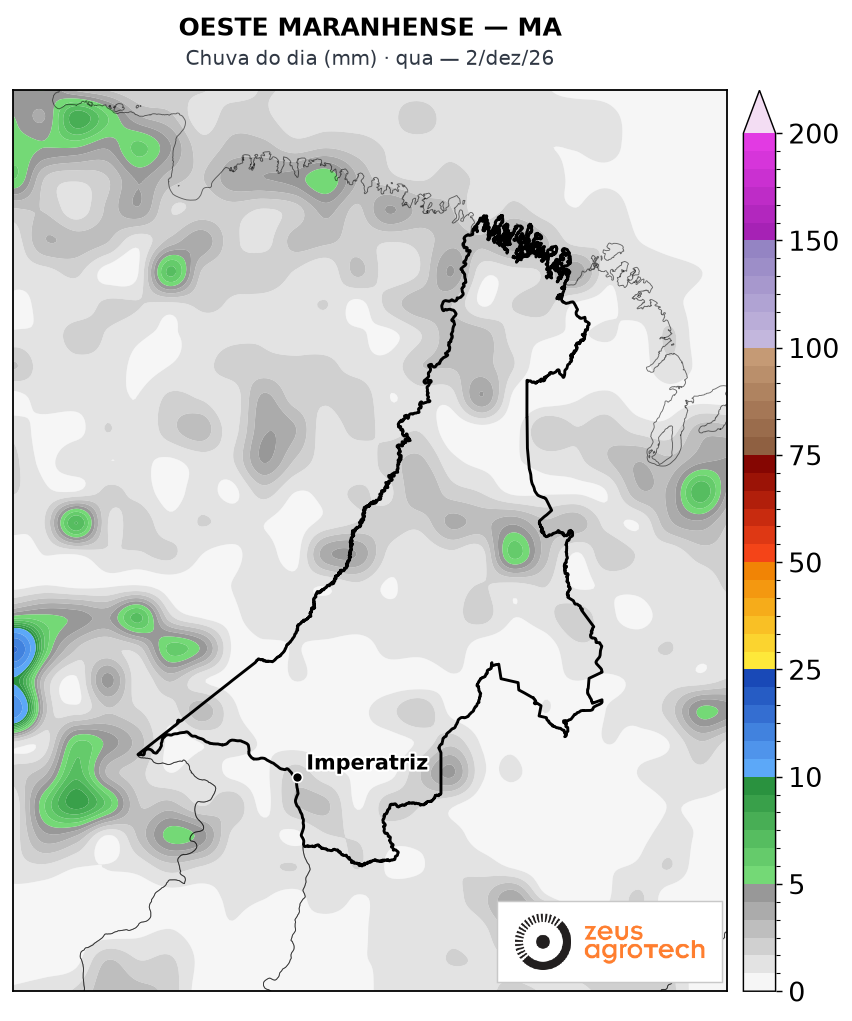 OESTE MARANHENSE — MA
Chuva do dia (mm) · qua — 2/dez/26
200
150
100
75
50
25
10
5
0
Imperatriz
zeus
agrotech